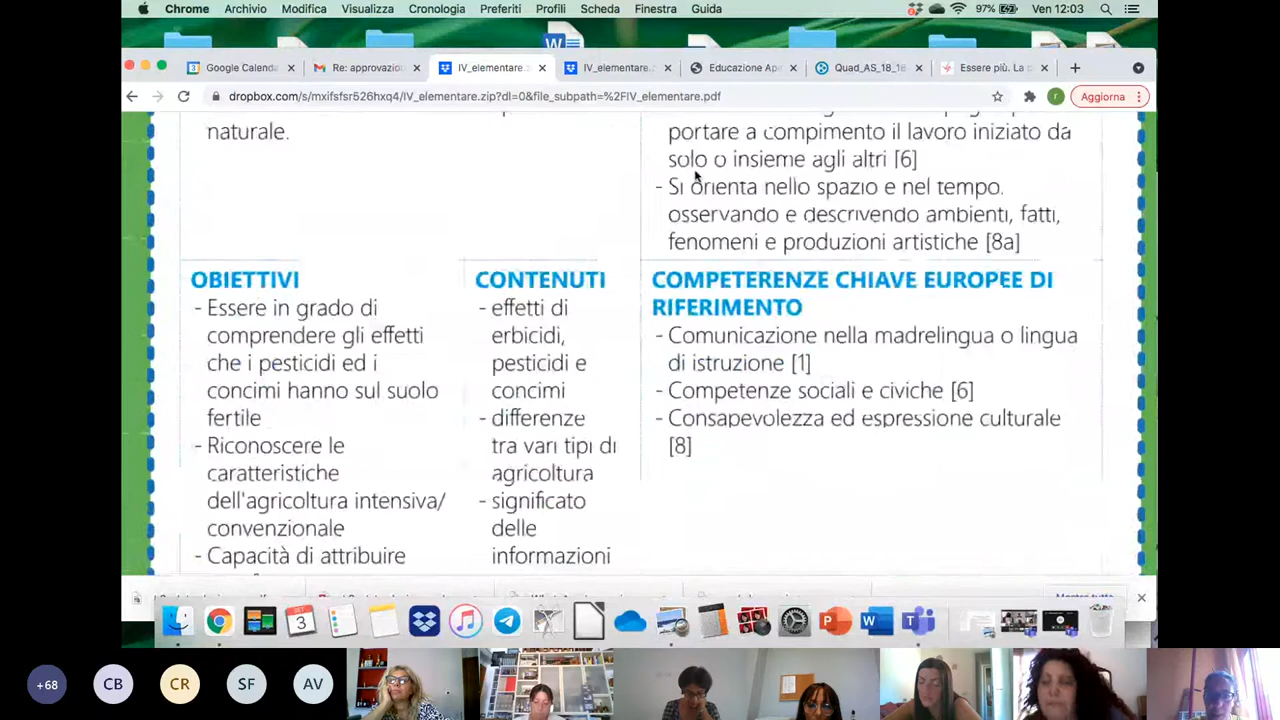 Chrome Archivio Modifica Visualizza Cronologia Preferiti Profili Scheda Finestra Guida 97% Ven 12:03
Google Calenda Re: approvazio IV_elementare. IV_elementare.z Educazione Ap Quad_AS_18_18 Essere più. La p
dropbox.com/s/mxifsfsr526hxq4/IV_elementare.zip?dl=0&file_subpath=%2FIV_elementare.pdf r Aggiorna
naturale.
portare a compimento il lavoro iniziato da
solo o insieme agli altri [6]
- Si orienta nello spazio e nel tempo.
osservando e descrivendo ambienti, fatti,
fenomeni e produzioni artistiche [8a]
OBIETTIVI
- Essere in grado di
comprendere gli effetti
che i pesticidi ed i
concimi hanno sul suolo
fertile
- Riconoscere le
caratteristiche
dell'agricoltura intensiva/
convenzionale
- Capacità di attribuire
CONTENUTI
- effetti di
erbicidi,
pesticidi e
concimi
- differenze
tra vari tipi di
agricoltura
- significato
delle
informazioni
COMPETERENZE CHIAVE EUROPEE DI
RIFERIMENTO
- Comunicazione nella madrelingua o lingua
di istruzione [1]
- Competenze sociali e civiche [6]
- Consapevolezza ed espressione culturale
[8]
Mostra tutto
SET
3
+68 CB CR SF AV